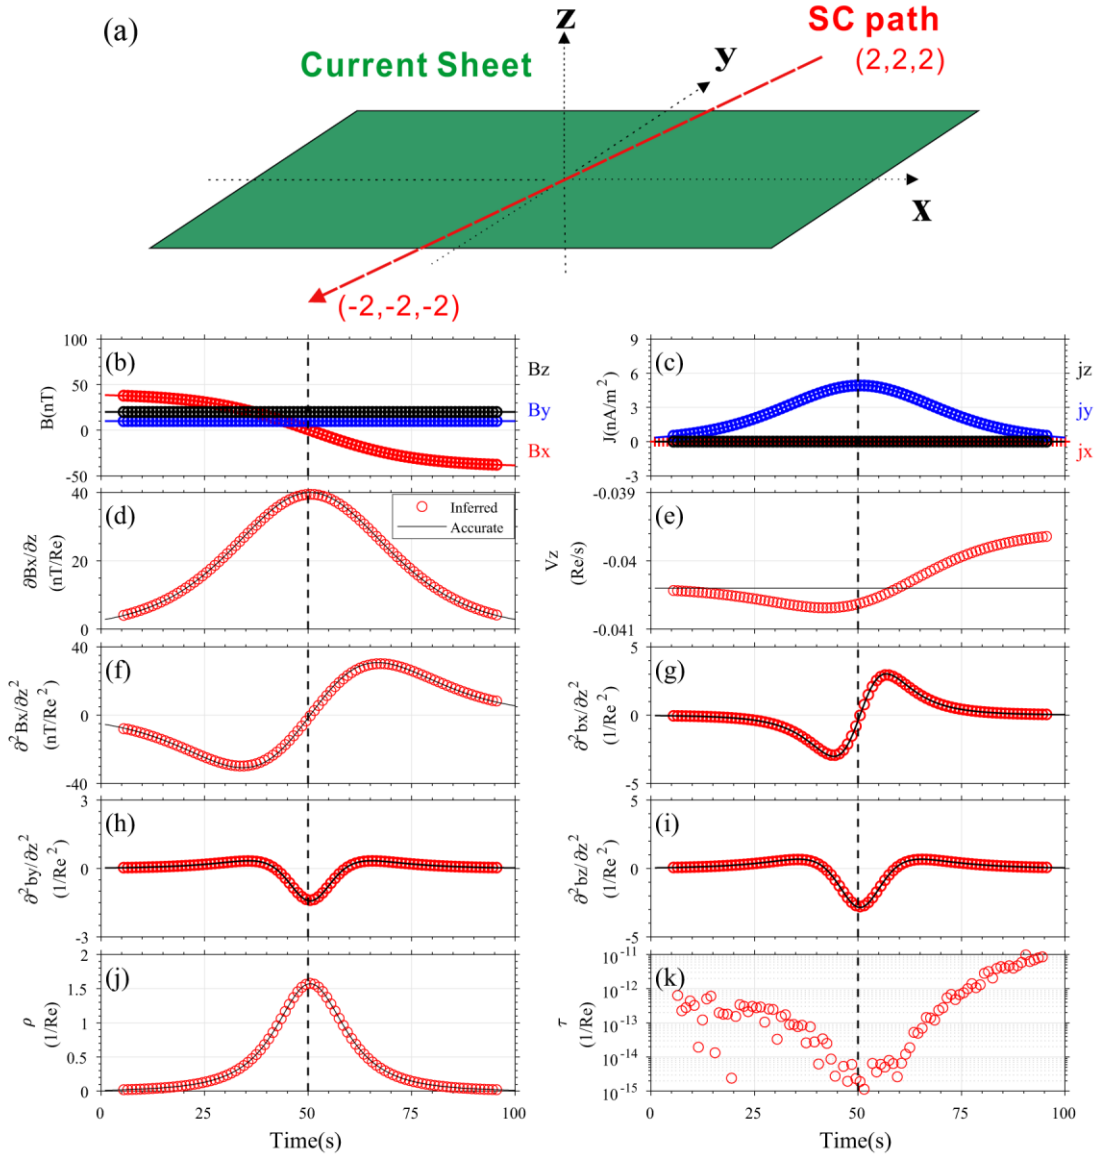 (a)
z
SC path
(2,2,2)
Current Sheet
y
x
(-2,-2,-2)
(b)
B(nT)
100
50
0
-50
Bz
By
Bx
(c)
J(nA/m²)
9
6
3
0
-3
jz
jy
jx
(d)
∂Bx/∂z
(nT/Re)
40
20
0
Inferred
Accurate
(e)
Vz
(Re/s)
-0.039
-0.04
-0.041
(f)
∂²Bx/∂z²
(nT/Re²)
40
0
-40
(g)
∂²bx/∂z²
(1/Re²)
5
0
-5
(h)
∂²by/∂z²
(1/Re²)
3
0
-3
(i)
∂²bz/∂z²
(1/Re²)
5
0
-5
(j)
ρ
(1/Re)
1.5
1
0.5
0
0 25 50 75 100
Time(s)
(k)
τ
(1/Re)
10⁻¹¹
10⁻¹²
10⁻¹³
10⁻¹⁴
10⁻¹⁵
0 25 50 75 100
Time(s)